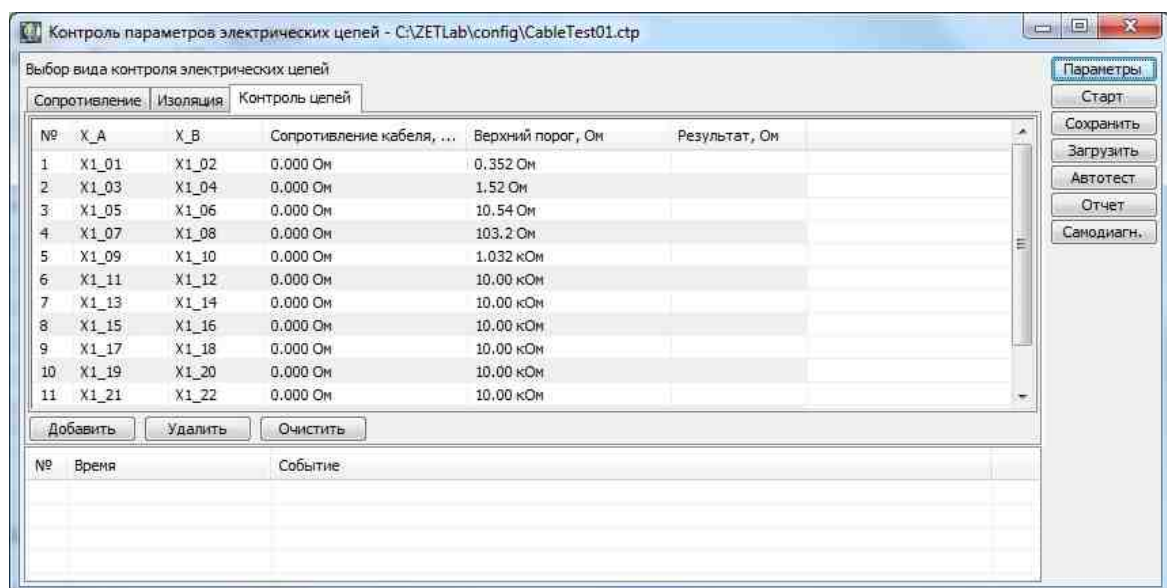 Контроль параметров электрических цепей - C:\ZETLab\config\CableTest01.ctp
Выбор вида контроля электрических цепей
Сопротивление Изоляция Контроль цепей
№ X_A X_B Сопротивление кабеля, ... Верхний порог, Ом Результат, Ом
1 X1_01 X1_02 0.000 Ом 0.352 Ом
2 X1_03 X1_04 0.000 Ом 1.52 Ом
3 X1_05 X1_06 0.000 Ом 10.54 Ом
4 X1_07 X1_08 0.000 Ом 103.2 Ом
5 X1_09 X1_10 0.000 Ом 1.032 кОм
6 X1_11 X1_12 0.000 Ом 10.00 кОм
7 X1_13 X1_14 0.000 Ом 10.00 кОм
8 X1_15 X1_16 0.000 Ом 10.00 кОм
9 X1_17 X1_18 0.000 Ом 10.00 кОм
10 X1_19 X1_20 0.000 Ом 10.00 кОм
11 X1_21 X1_22 0.000 Ом 10.00 кОм
Добавить Удалить Очистить
№ Время Событие
Параметры
Старт
Сохранить
Загрузить
Автотест
Отчет
Самодиагн.